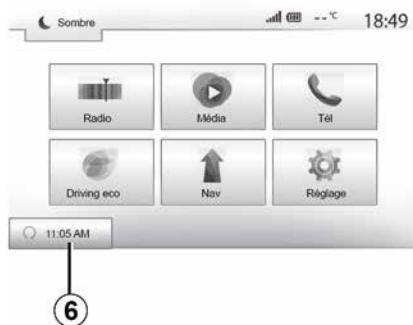 Sombre
--°C
18:49
Radio
Média
Tél
Driving eco
Nav
Réglage
11:05 AM
6